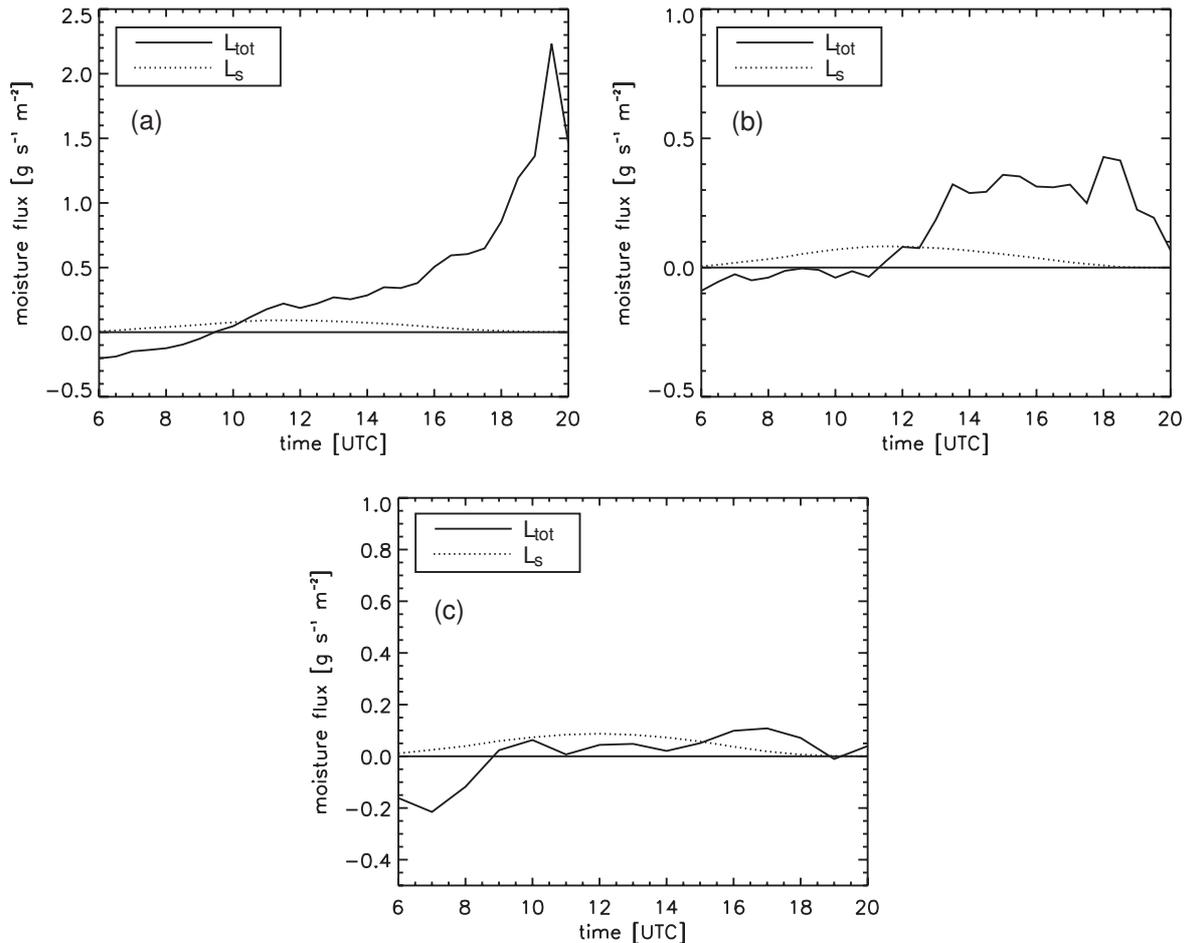 moisture flux [g s⁻¹ m⁻²]
2.5
2.0
1.5
1.0
0.5
0.0
−0.5
L_tot
L_s
(a)
6 8 10 12 14 16 18 20
time [UTC]
moisture flux [g s⁻¹ m⁻²]
1.0
0.5
0.0
−0.5
L_tot
L_s
(b)
6 8 10 12 14 16 18 20
time [UTC]
moisture flux [g s⁻¹ m⁻²]
1.0
0.8
0.6
0.4
0.2
0.0
−0.2
−0.4
L_tot
L_s
(c)
6 8 10 12 14 16 18 20
time [UTC]